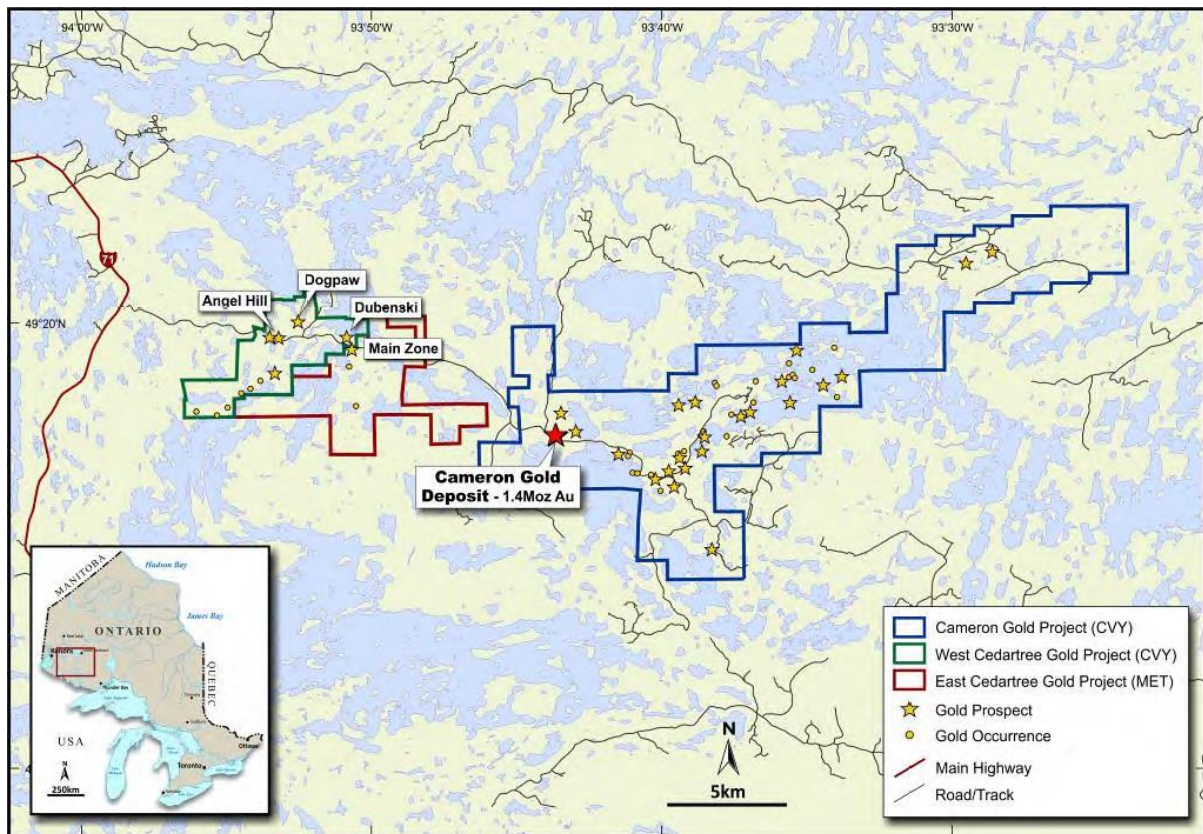 94°00'W
93°50'W
93°40'W
93°30'W
71
Dogpaw
Angel Hill
Dubenski
49°20'N
Main Zone
Cameron Gold
Deposit - 1.4Moz Au
MANITOBA
Hudson Bay
James Bay
ONTARIO
Kenora
QUEBEC
Thunder Bay
USA
Ottawa
Toronto
N
250km
N
5km
Cameron Gold Project (CVY)
West Cedartree Gold Project (CVY)
East Cedartree Gold Project (MET)
Gold Prospect
Gold Occurrence
Main Highway
Road/Track